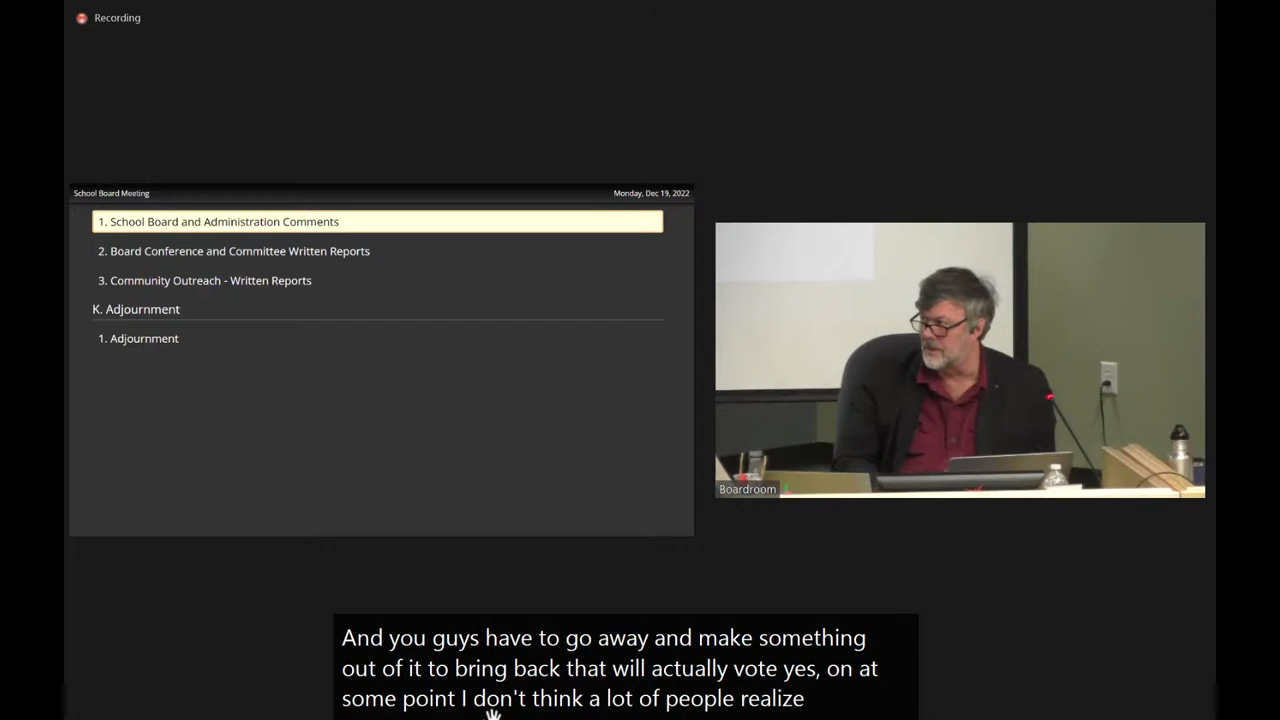 Recording
School Board Meeting
Monday, Dec 19, 2022
1. School Board and Administration Comments
2. Board Conference and Committee Written Reports
3. Community Outreach - Written Reports
K. Adjournment
1. Adjournment
Boardroom
And you guys have to go away and make something
out of it to bring back that will actually vote yes, on at
some point I don't think a lot of people realize